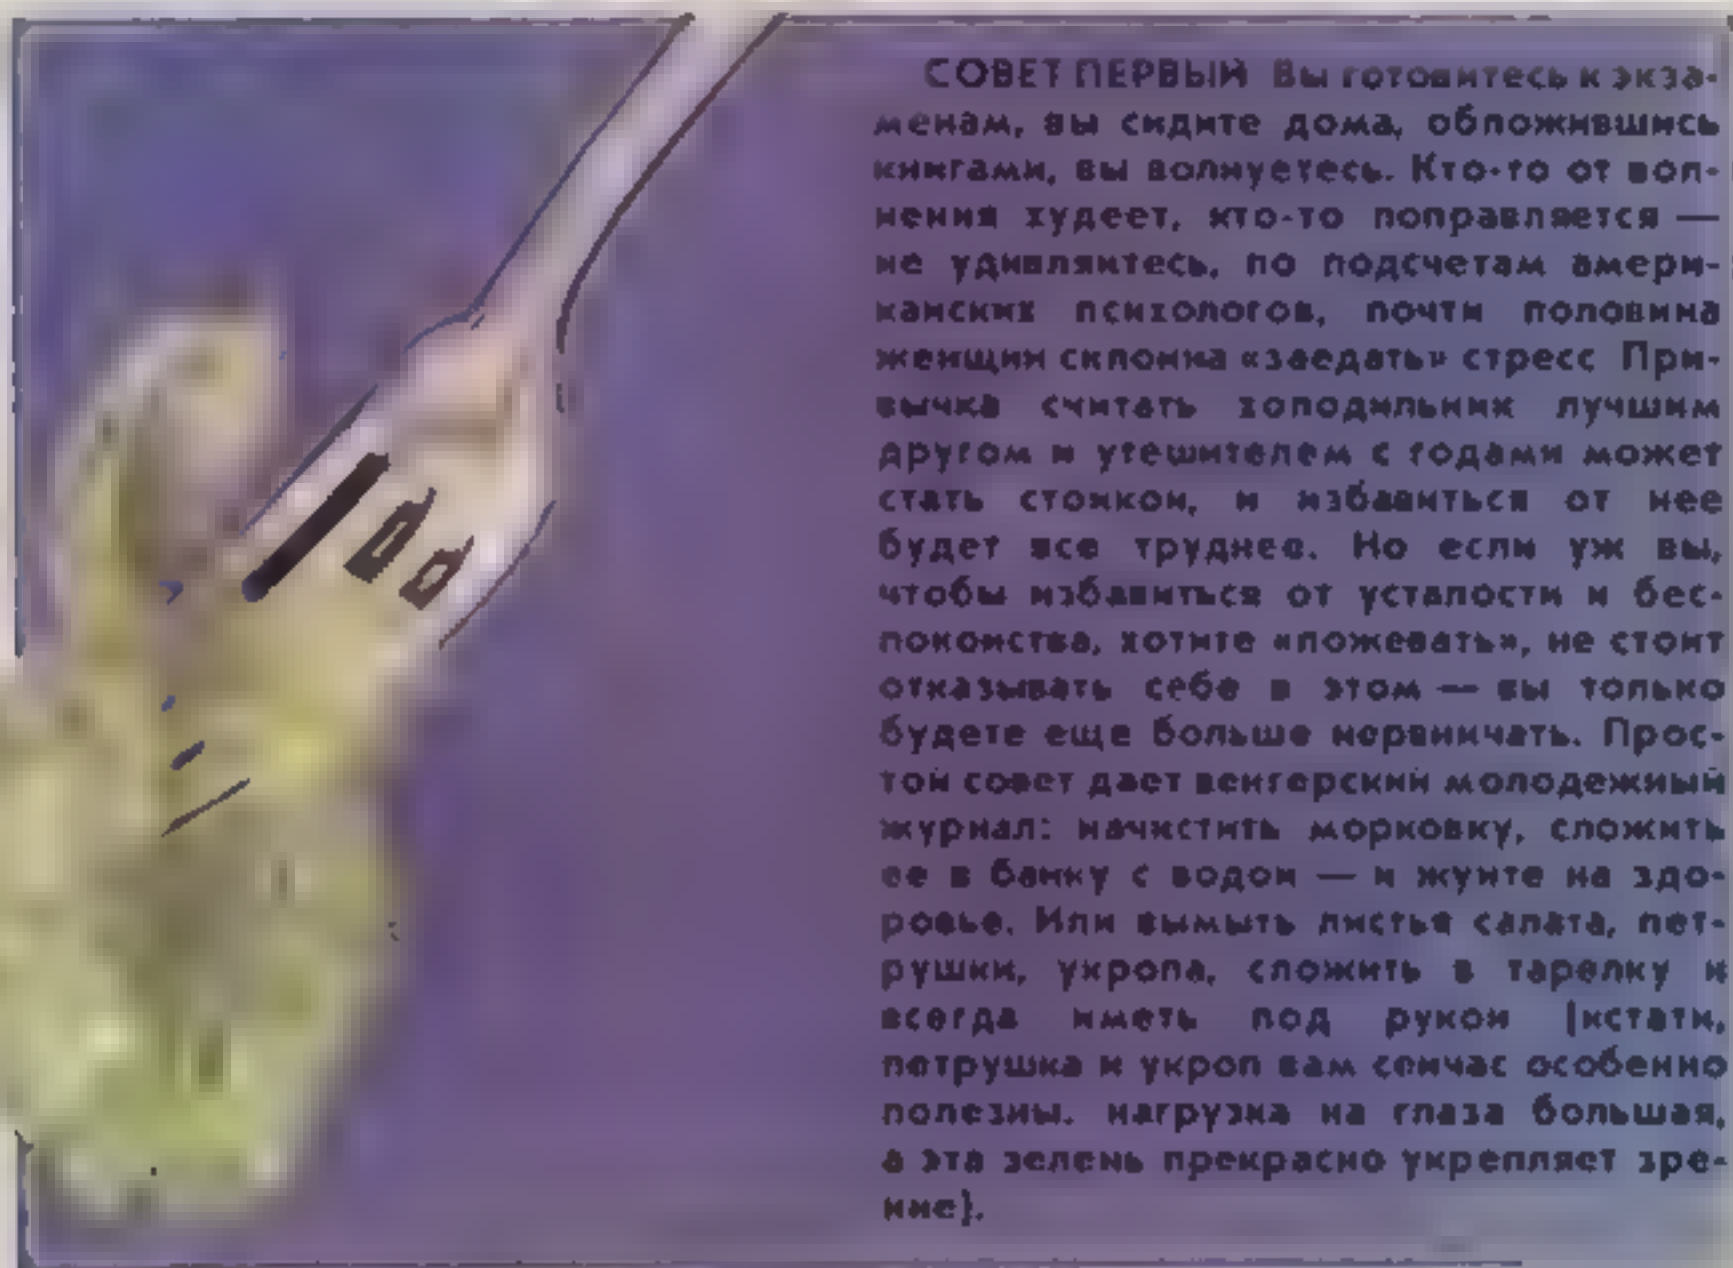 СОВЕТ ПЕРВЫЙ Вы готовитесь к экза-
менам, вы сидите дома, обложившись
книгами, вы волнуетесь. Кто-то от вол-
нения худеет, кто-то поправляется —
не удивляйтесь, по подсчетам амери-
канских психологов, почти половина
женщин склонна «заедать» стресс При-
вычка считать холодильник лучшим
другом и утешителем с годами может
стать стойкой, и избавиться от нее
будет все труднее. Но если уж вы,
чтобы избавиться от усталости и бес-
покойства, хотите «пожевать», не стоит
отказывать себе в этом — вы только
будете еще больше нервничать. Прос-
той совет дает венгерский молодежный
журнал: начистить морковку, сложить
ее в банку с водой — и жуйте на здо-
ровье. Или вымыть листья салата, пет-
рушки, укропа, сложить в тарелку и
всегда иметь под рукой (кстати,
петрушка и укроп вам сейчас особенно
полезны. нагрузка на глаза большая,
а эта зелень прекрасно укрепляет зре-
ние).